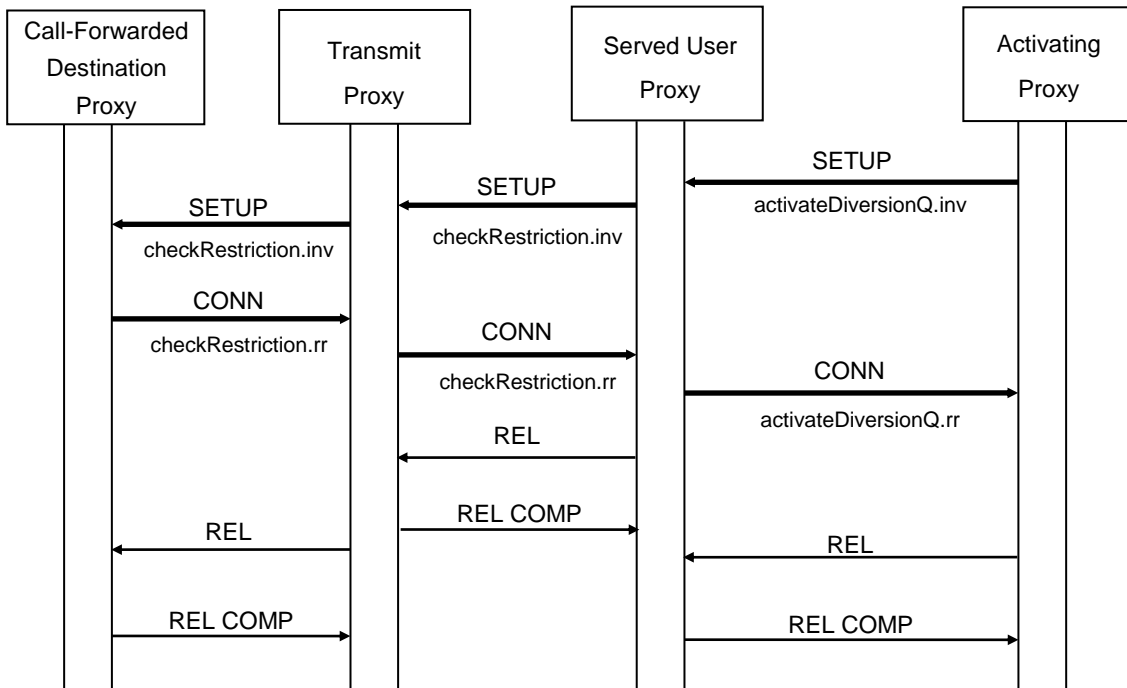 Call-Forwarded
Destination
Proxy
Transmit
Proxy
Served User
Proxy
Activating
Proxy
SETUP
activateDiversionQ.inv
SETUP
checkRestriction.inv
SETUP
checkRestriction.inv
CONN
checkRestriction.rr
CONN
checkRestriction.rr
CONN
activateDiversionQ.rr
REL
REL COMP
REL
REL
REL COMP
REL COMP